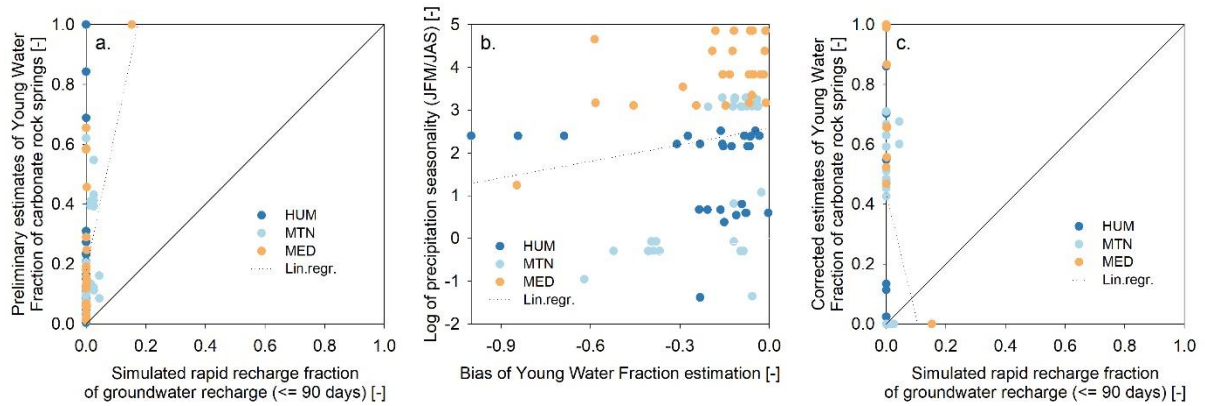 a.
Preliminary estimates of Young Water
Fraction of carbonate rock springs [-]
1.0
0.8
0.6
0.4
0.2
0.0
HUM
MTN
MED
Lin.regr.
0.0 0.2 0.4 0.6 0.8 1.0
Simulated rapid recharge fraction
of groundwater recharge (<= 90 days) [-]
b.
Log of precipitation seasonality (JFM/JAS) [-]
5
4
3
2
1
0
-1
-2
HUM
MTN
MED
Lin.regr.
-0.9 -0.6 -0.3 0.0
Bias of Young Water Fraction estimation [-]
c.
Corrected estimates of Young Water
Fraction of carbonate rock springs [-]
1.0
0.8
0.6
0.4
0.2
0.0
HUM
MTN
MED
Lin.regr.
0.0 0.2 0.4 0.6 0.8 1.0
Simulated rapid recharge fraction
of groundwater recharge (<= 90 days) [-]